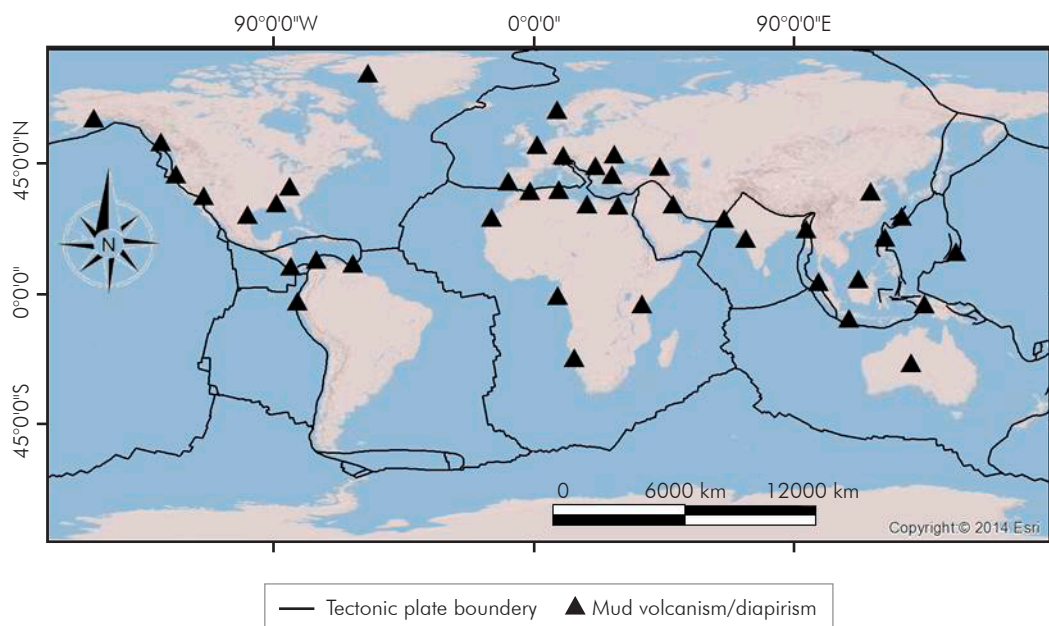 90°0'0"W 0°0'0" 90°0'0"E
45°0'0"N
N
0°0'0"
45°0'0"S
0 6000 km 12000 km
Copyright:© 2014 Esri
Tectonic plate boundery Mud volcanism/diapirism